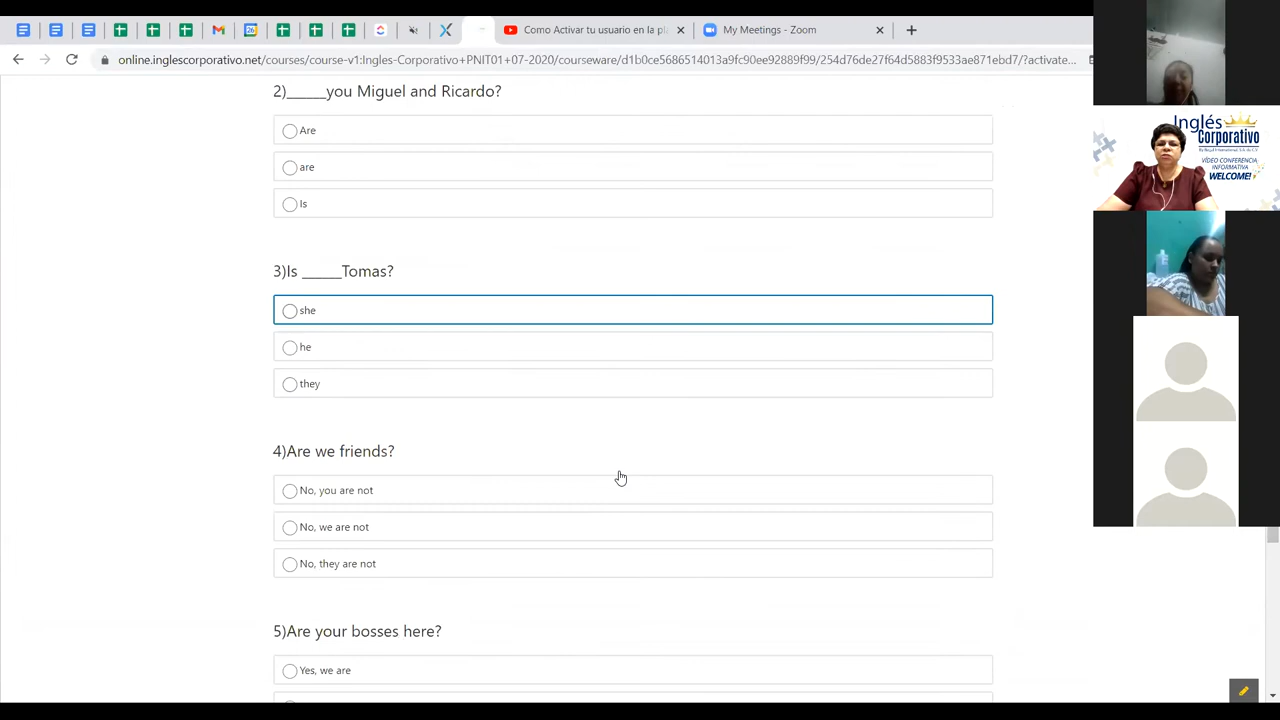 Como Activar tu usuario en la pl
My Meetings - Zoom
online.inglescorporativo.net/courses/course-v1:Ingles-Corporativo+PNIT01+07-2020/courseware/d1b0ce5686514013a9fc90ee92889f99/254d76de27f64d5883f9533ae871ebd7/?activate...
2)______you Miguel and Ricardo?
Are
are
Is
3)Is ______Tomas?
she
he
they
4)Are we friends?
No, you are not
No, we are not
No, they are not
5)Are your bosses here?
Yes, we are
Inglés
Corporativo
VÍDEO CONFERENCIA
INFORMATIVA
WELCOME!